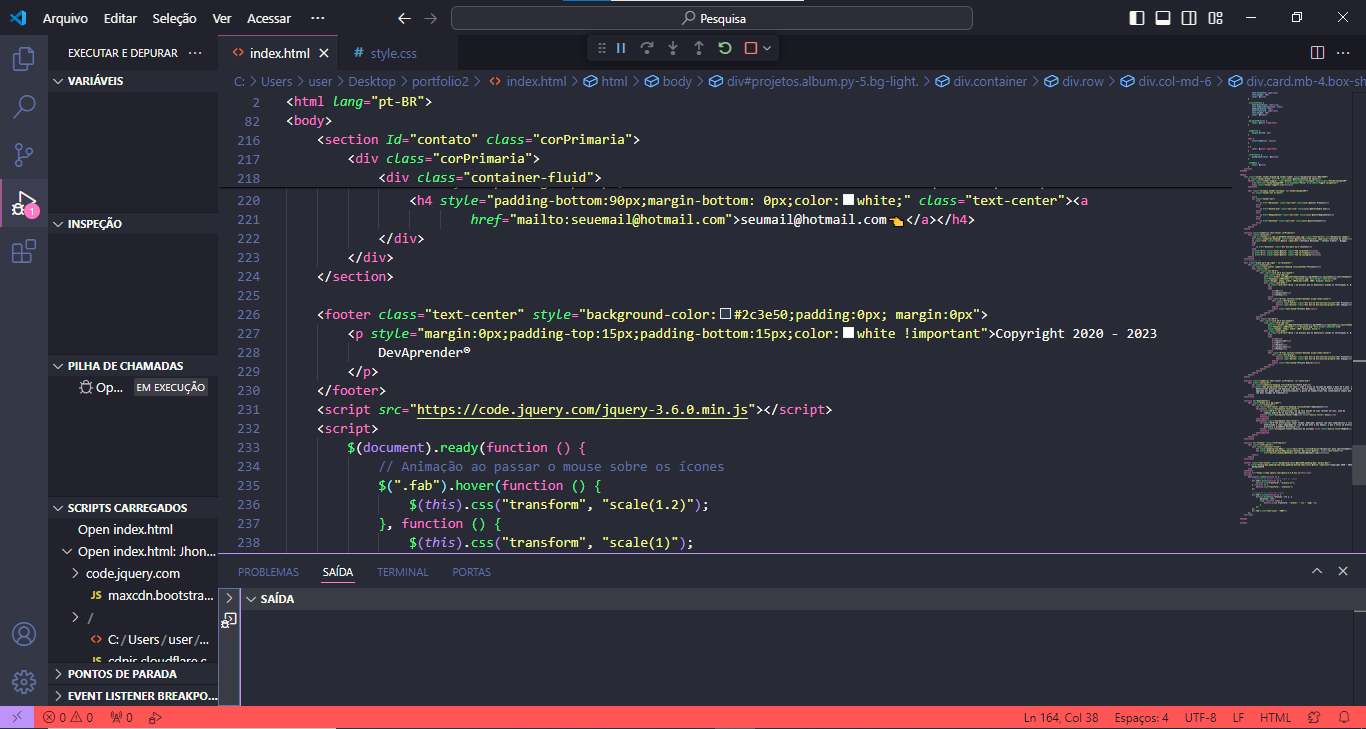 Arquivo Editar Seleção Ver Acessar ···
Pesquisa
EXECUTAR E DEPURAR ···
index.html
# style.css
C: > Users > user > Desktop > portfolio2 > index.html > html > body > div#projetos.album.py-5.bg-light. > div.container > div.row > div.col-md-6 > div.card.mb-4.box-sh
VARIÁVEIS
INSPEÇÃO
PILHA DE CHAMADAS
Op... EM EXECUÇÃO
SCRIPTS CARREGADOS
Open index.html
Open index.html: Jhon...
code.jquery.com
JS maxcdn.bootstra...
/
C:/Users/user/...
JS cdnjs.cloudflare.c
PONTOS DE PARADA
EVENT LISTENER BREAKPO...
1
2 <html lang="pt-BR">
82 <body>
216 <section Id="contato" class="corPrimaria">
217 <div class="corPrimaria">
218 <div class="container-fluid">
220 <h4 style="padding-bottom:90px;margin-bottom: 0px;color:white;" class="text-center"><a
221 href="mailto:seuemail@hotmail.com">seumail@hotmail.com👈</a></h4>
222 </div>
223 </div>
224 </section>
225
226 <footer class="text-center" style="background-color:#2c3e50;padding:0px; margin:0px">
227 <p style="margin:0px;padding-top:15px;padding-bottom:15px;color:white !important">Copyright 2020 - 2023
228 DevAprender®
229 </p>
230 </footer>
231 <script src="https://code.jquery.com/jquery-3.6.0.min.js"></script>
232 <script>
233 $(document).ready(function () {
234 // Animação ao passar o mouse sobre os ícones
235 $(".fab").hover(function () {
236 $(this).css("transform", "scale(1.2)");
237 }, function () {
238 $(this).css("transform", "scale(1)");
PROBLEMAS SAÍDA TERMINAL PORTAS
SAÍDA
0 0 0
Ln 164, Col 38 Espaços: 4 UTF-8 LF HTML